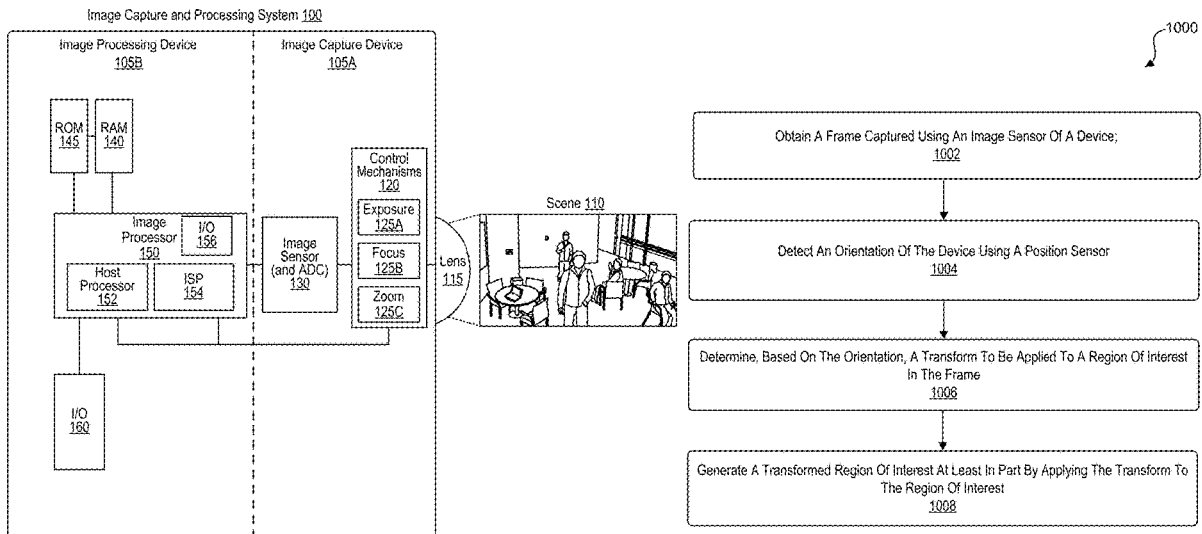 Image Capture and Processing System 100
Image Processing Device
105B
Image Capture Device
105A
ROM
145
RAM
140
Image
Processor
150
I/O
156
Host
Processor
152
ISP
154
I/O
160
Image
Sensor
(and ADC)
130
Control
Mechanisms
120
Exposure
125A
Focus
125B
Zoom
125C
Lens
115
Scene 110
1000
Obtain A Frame Captured Using An Image Sensor Of A Device;
1002
Detect An Orientation Of The Device Using A Position Sensor
1004
Determine, Based On The Orientation, A Transform To Be Applied To A Region Of Interest
In The Frame
1006
Generate A Transformed Region Of Interest At Least In Part By Applying The Transform To
The Region Of Interest
1008